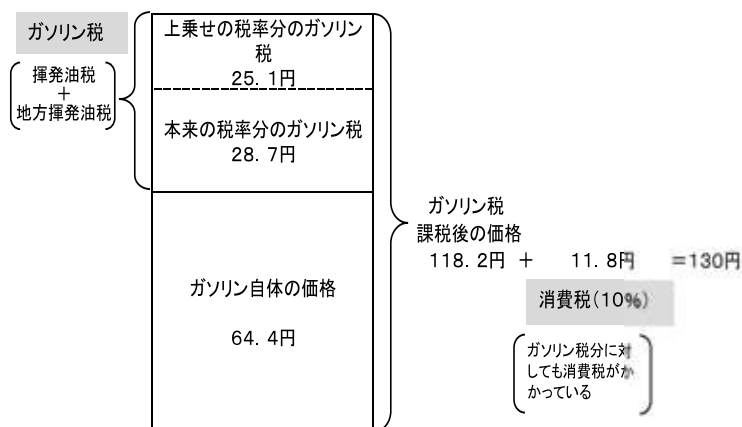 ガソリン税
揮発油税
+
地方揮発油税
上乗せの税率分のガソリン
税
25. 1円
本来の税率分のガソリン税
28. 7円
ガソリン自体の価格
64. 4円
ガソリン税
課税後の価格
118. 2円 + 11. 8円 =130円
消費税(10%)
ガソリン税分に対
しても消費税がか
かっている